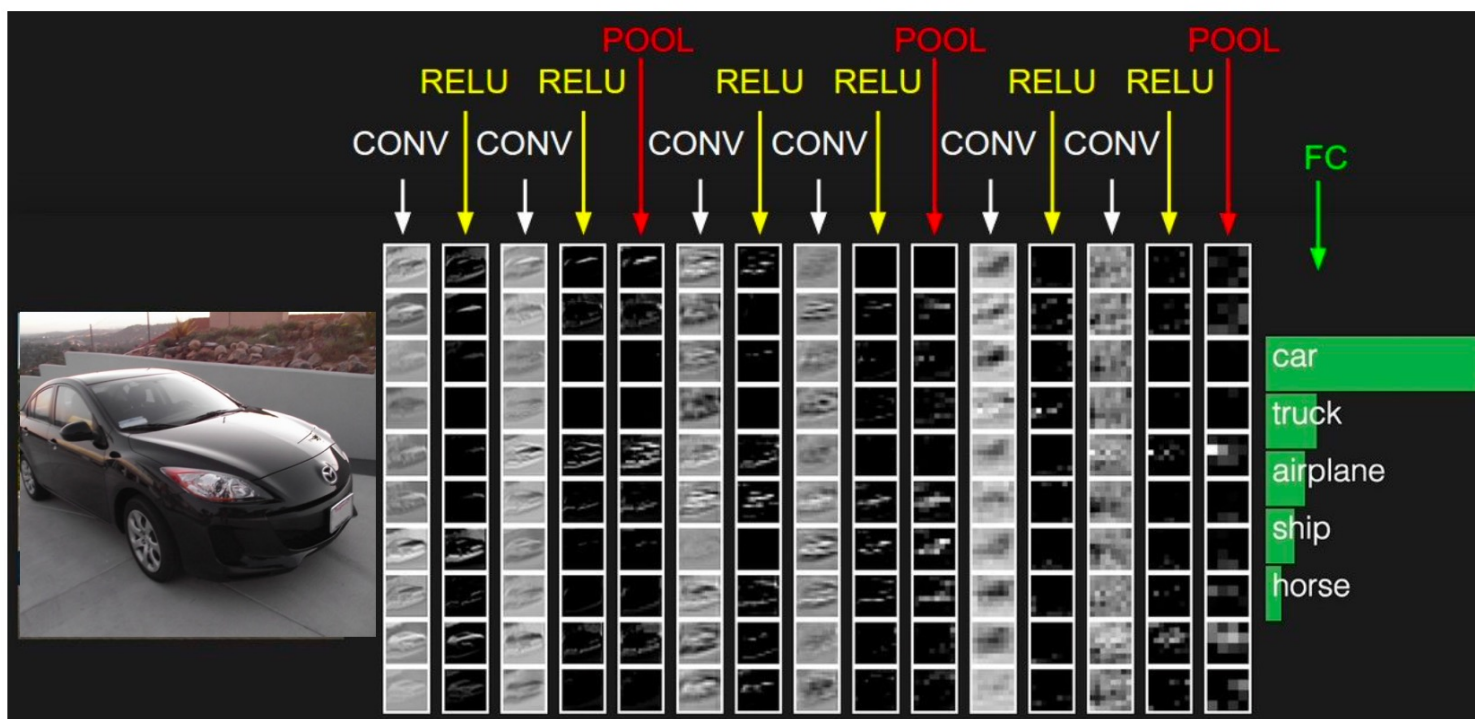 POOL POOL POOL
RELU RELU RELU RELU RELU RELU
CONV CONV CONV CONV CONV CONV
FC
car
truck
airplane
ship
horse